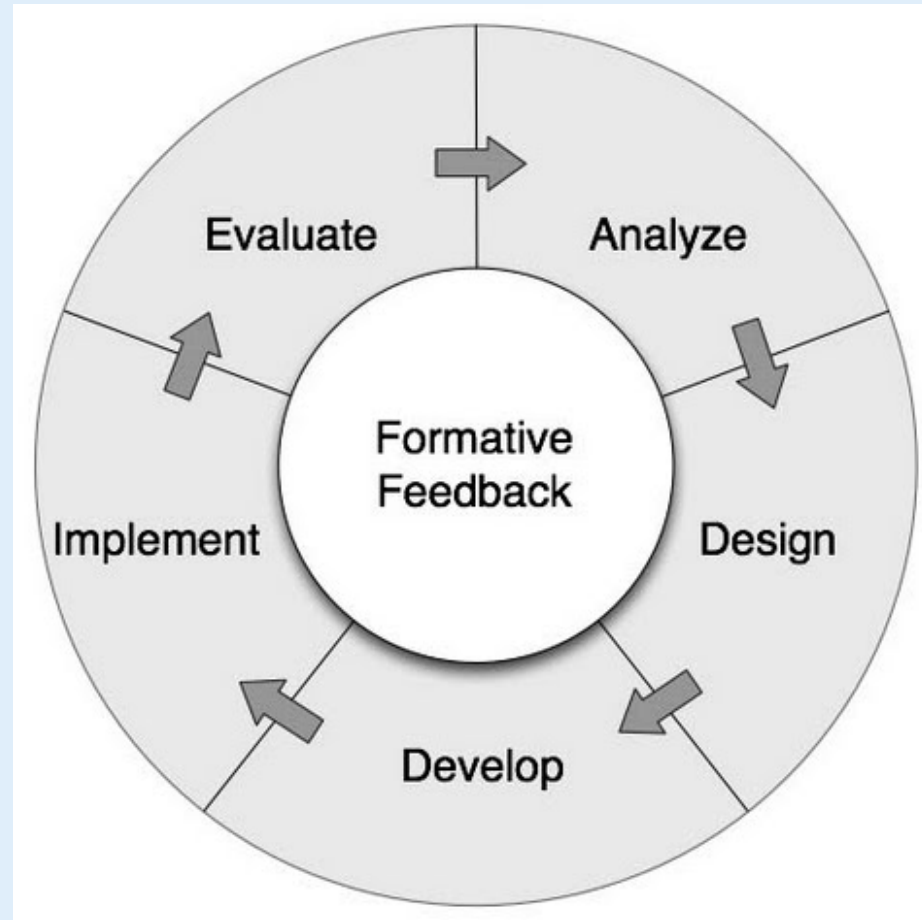 Evaluate
Analyze
Formative
Feedback
Implement
Design
Develop